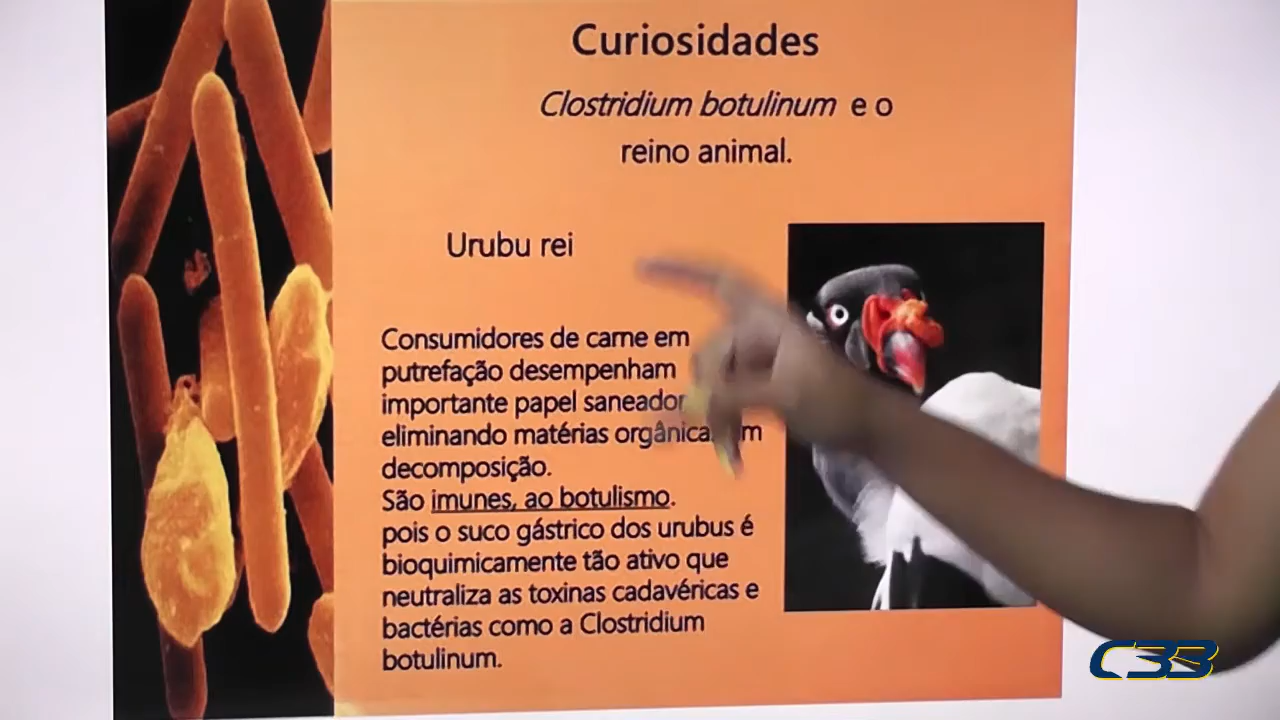 Curiosidades
Clostridium botulinum e o
reino animal.
Urubu rei
Consumidores de carne em
putrefação desempenham
importante papel saneador
eliminando matérias
decomposição.
São imunes, ao botulismo.
pois o suco gástrico dos urubus é
bioquimicamente tão ativo que
neutraliza as toxinas cadavéricas e
bactérias como a Clostridium
botulinum.
C33